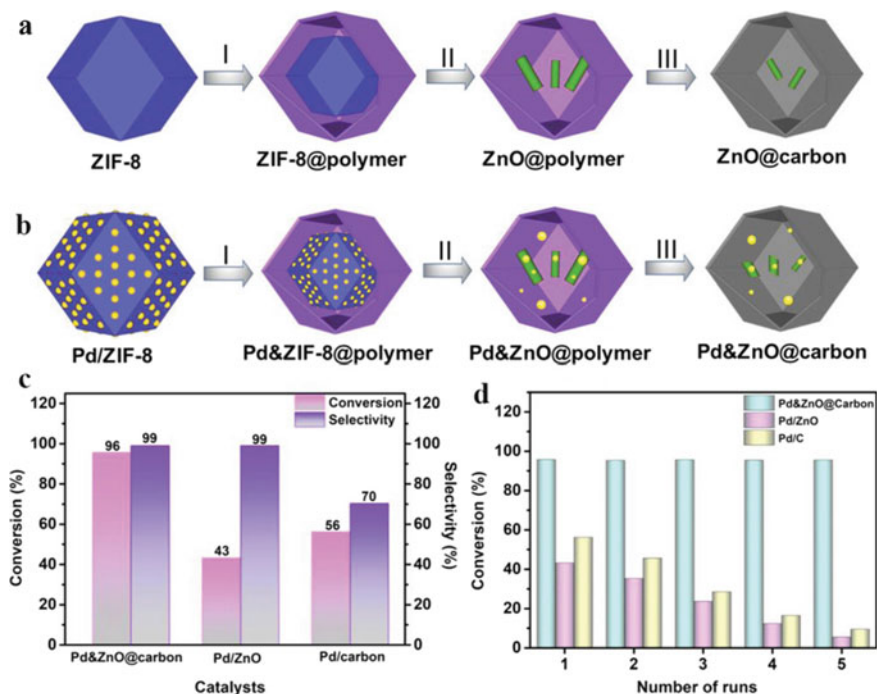 a
I
II
III
ZIF-8
ZIF-8@polymer
ZnO@polymer
ZnO@carbon
b
I
II
III
Pd/ZIF-8
Pd&ZIF-8@polymer
Pd&ZnO@polymer
Pd&ZnO@carbon
c
Conversion
Selectivity
120
100
80
60
40
20
0
Conversion (%)
96
99
43
99
56
70
120
100
80
60
40
20
0
Selectivity (%)
Pd&ZnO@carbon
Pd/ZnO
Pd/carbon
Catalysts
d
Pd&ZnO@Carbon
Pd/ZnO
Pd/C
120
100
80
60
40
20
0
Conversion (%)
1
2
3
4
5
Number of runs